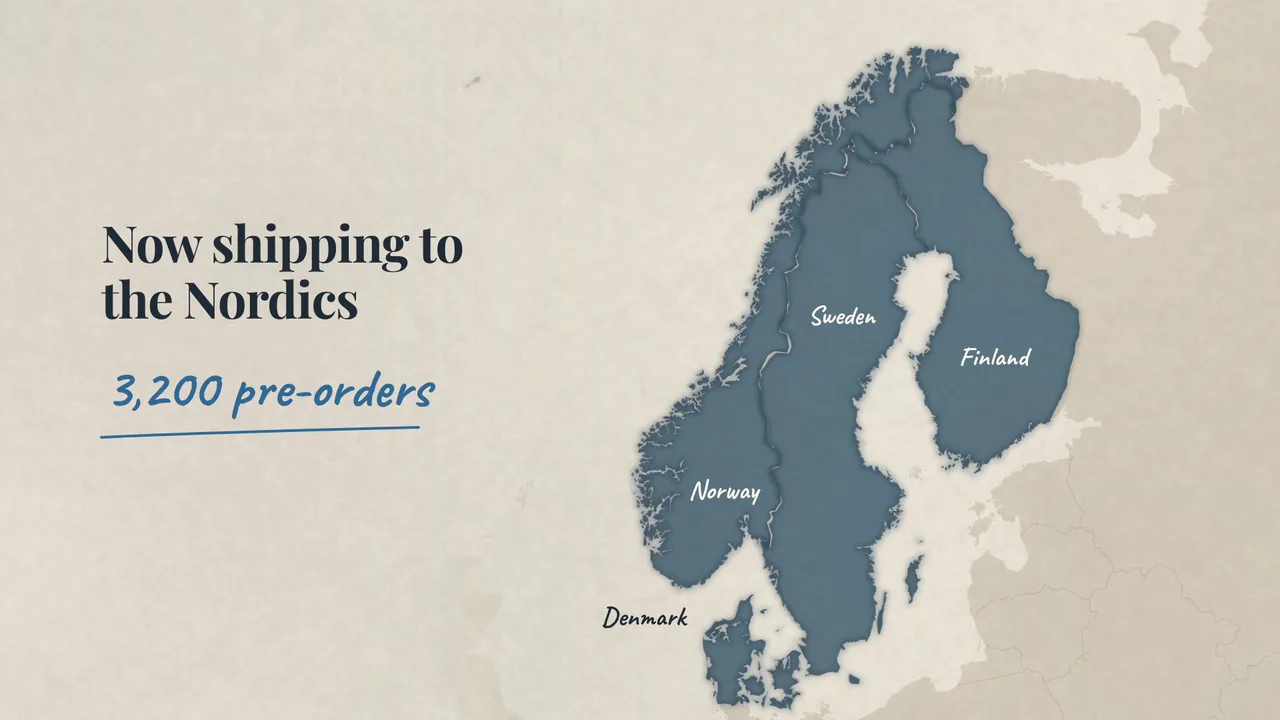 Now shipping to
the Nordics
3,200 pre-orders
Sweden
Finland
Norway
Denmark